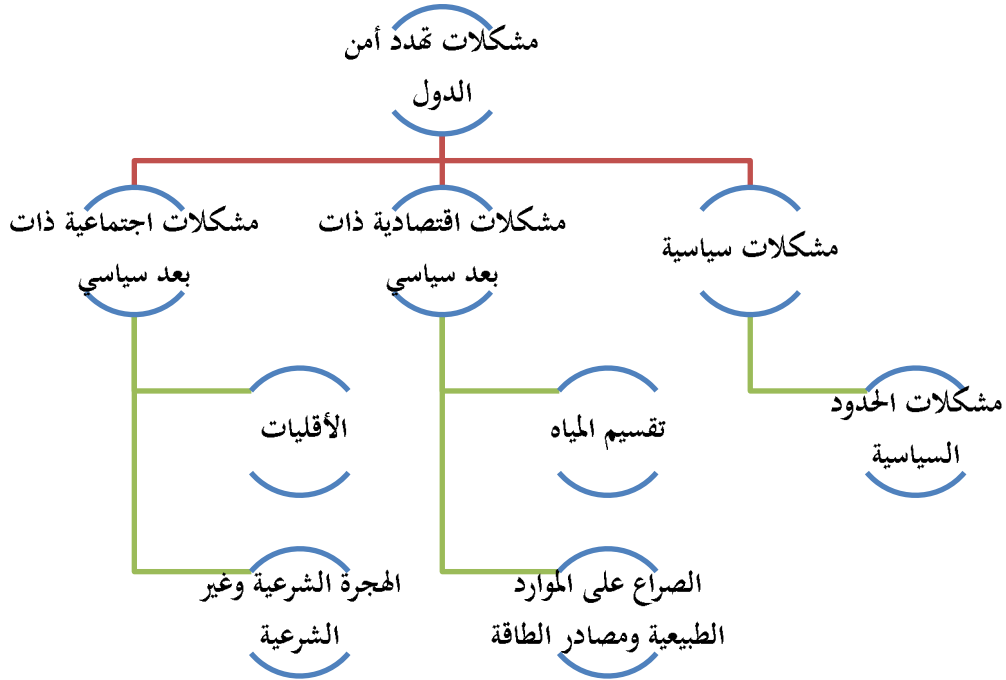 مشكلات تهدد أمن
الدول
مشكلات سياسية
مشكلات اقتصادية ذات
بعد سياسي
مشكلات اجتماعية ذات
بعد سياسي
مشكلات الحدود
السياسية
تقسيم المياه
الأقليات
الصراع على الموارد
الطبيعية ومصادر الطاقة
الهجرة الشرعية وغير
الشرعية